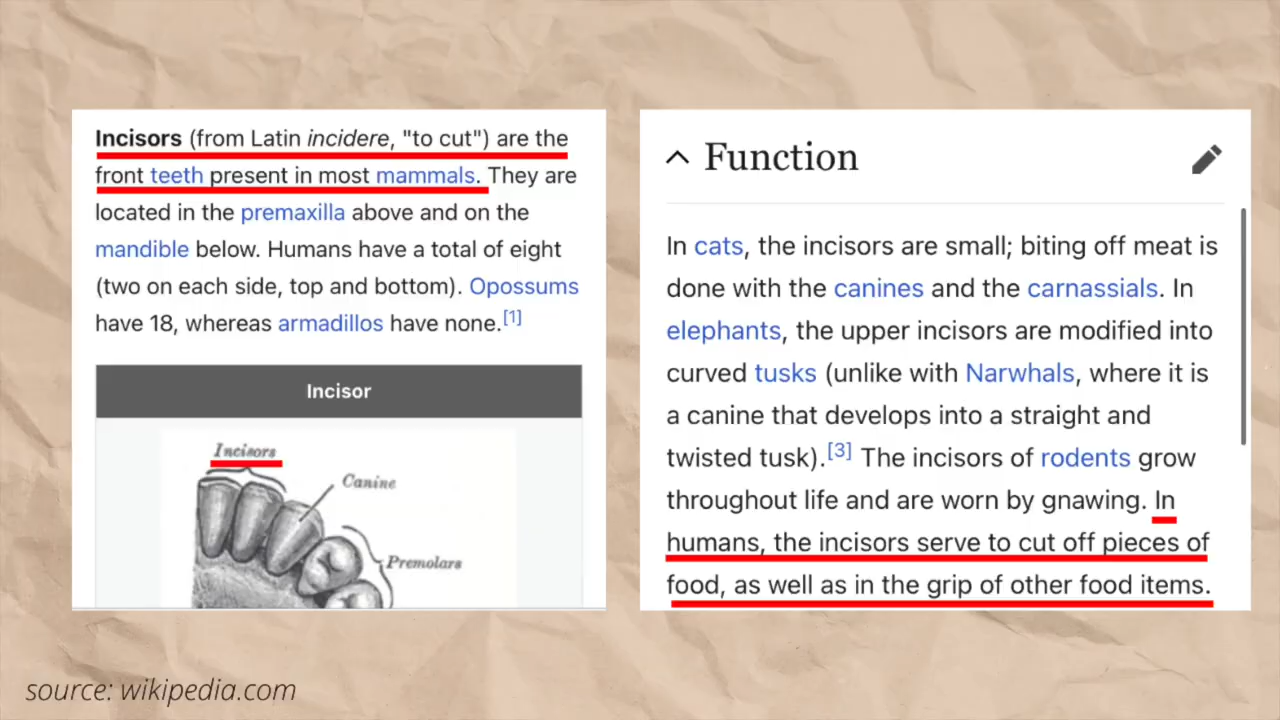 Incisors (from Latin incidere, "to cut") are the
front teeth present in most mammals. They are
located in the premaxilla above and on the
mandible below. Humans have a total of eight
(two on each side, top and bottom). Opossums
have 18, whereas armadillos have none.[1]
Incisor
Incisors
Canine
Premolars
Function
In cats, the incisors are small; biting off meat is
done with the canines and the carnassials. In
elephants, the upper incisors are modified into
curved tusks (unlike with Narwhals, where it is
a canine that develops into a straight and
twisted tusk).[3] The incisors of rodents grow
throughout life and are worn by gnawing. In
humans, the incisors serve to cut off pieces of
food, as well as in the grip of other food items.
source: wikipedia.com